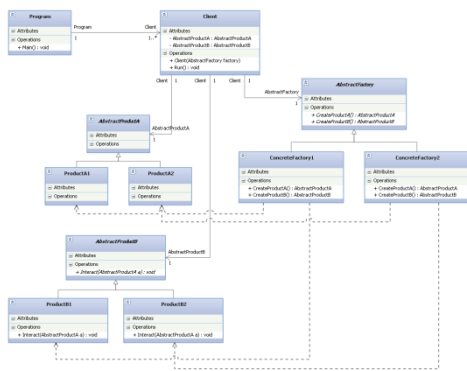 Program
Attributes
Operations
+ Main() : void
Program
1
Client
1..*
Client
Attributes
- AbstractProductA : AbstractProductA
- AbstractProductB : AbstractProductB
Operations
+ Client(AbstractFactory factory)
+ Run() : void
Client 1
Client 1
Client 1
AbstractFactory
1
AbstractFactory
Attributes
Operations
+ CreateProductA() : AbstractProductA
+ CreateProductB() : AbstractProductB
AbstractProductA
Attributes
Operations
AbstractProductA
1
ProductA1
Attributes
Operations
ProductA2
Attributes
Operations
ConcreteFactory1
Attributes
Operations
+ CreateProductA() : AbstractProductA
+ CreateProductB() : AbstractProductB
ConcreteFactory2
Attributes
Operations
+ CreateProductA() : AbstractProductA
+ CreateProductB() : AbstractProductB
AbstractProductB
Attributes
Operations
+ Interact(AbstractProductA a) : void
AbstractProductB
1
ProductB1
Attributes
Operations
+ Interact(AbstractProductA a) : void
ProductB2
Attributes
Operations
+ Interact(AbstractProductA a) : void